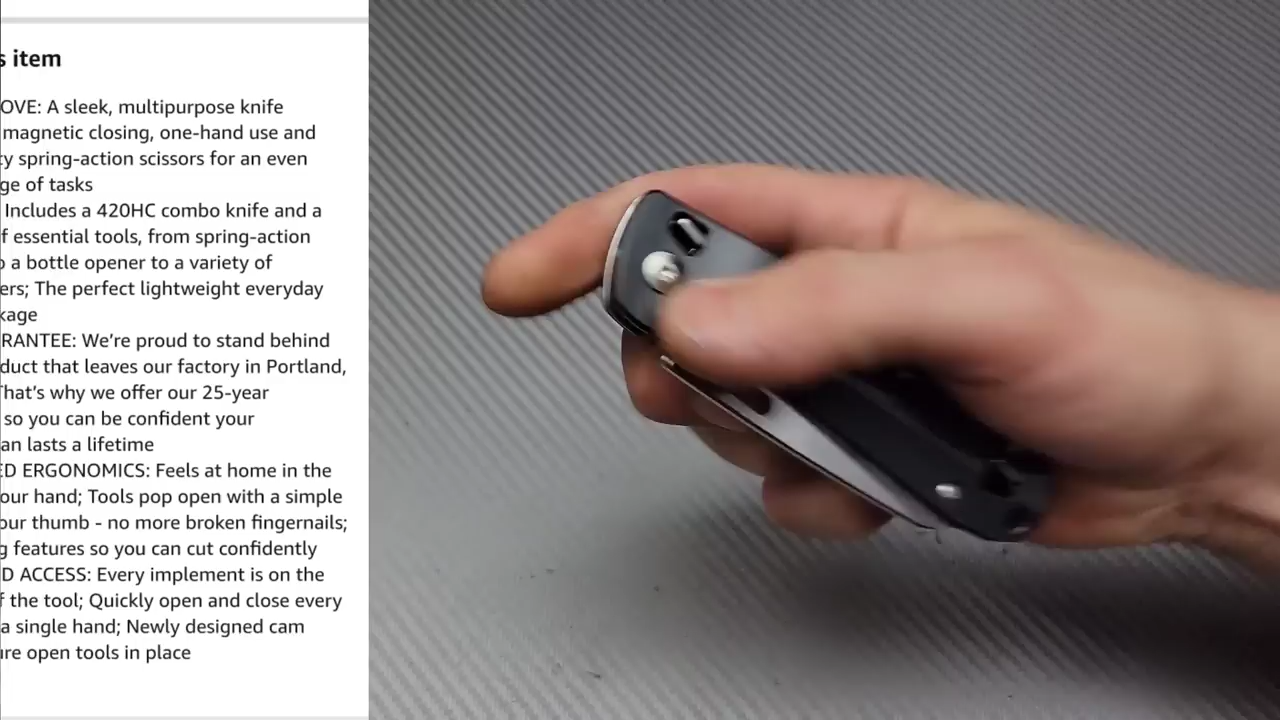 s item
OVE: A sleek, multipurpose knife
magnetic closing, one-hand use and
ty spring-action scissors for an even
ge of tasks
Includes a 420HC combo knife and a
f essential tools, from spring-action
o a bottle opener to a variety of
ers; The perfect lightweight everyday
kage
RANTEE: We’re proud to stand behind
duct that leaves our factory in Portland,
That’s why we offer our 25-year
so you can be confident your
an lasts a lifetime
ED ERGONOMICS: Feels at home in the
our hand; Tools pop open with a simple
our thumb - no more broken fingernails;
g features so you can cut confidently
D ACCESS: Every implement is on the
f the tool; Quickly open and close every
a single hand; Newly designed cam
ure open tools in place